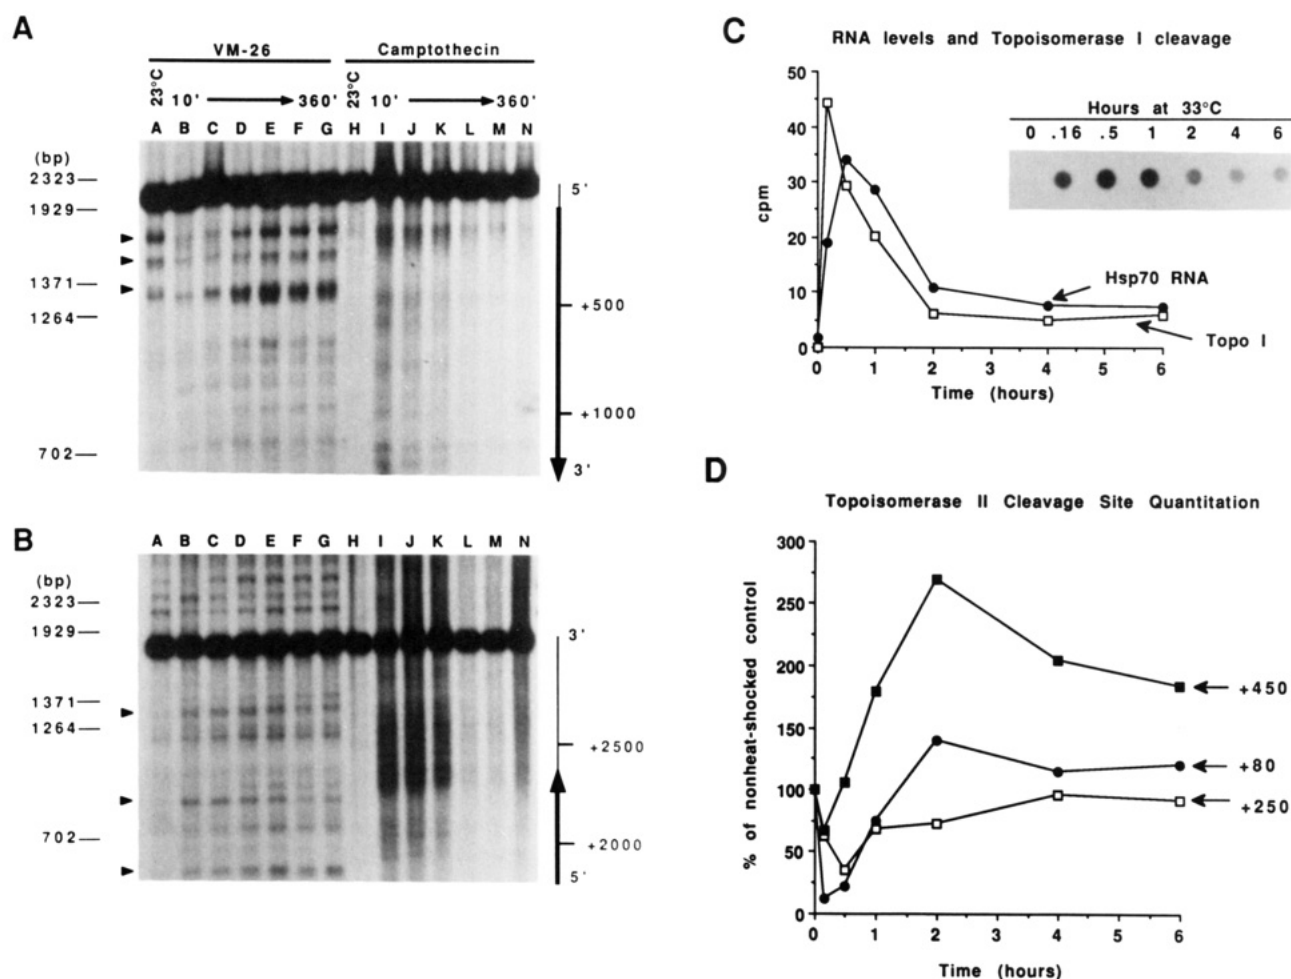 A
VM-26 Camptothecin
23°C 10' 360' 23°C 10' 360'
A B C D E F G H I J K L M N
(bp)
2323
1929
1371
1264
702
5'
+500
+1000
3'
B
A B C D E F G H I J K L M N
(bp)
2323
1929
1371
1264
702
3'
+2500
+2000
5'
C
RNA levels and Topoisomerase I cleavage
50
40
30
20
10
0
cpm
0 1 2 3 4 5 6
Time (hours)
Hours at 33°C
0 .16 .5 1 2 4 6
Hsp70 RNA
Topo I
D
Topoisomerase II Cleavage Site Quantitation
300
250
200
150
100
50
0
% of nonheat-shocked control
0 1 2 3 4 5 6
Time (hours)
+450
+80
+250